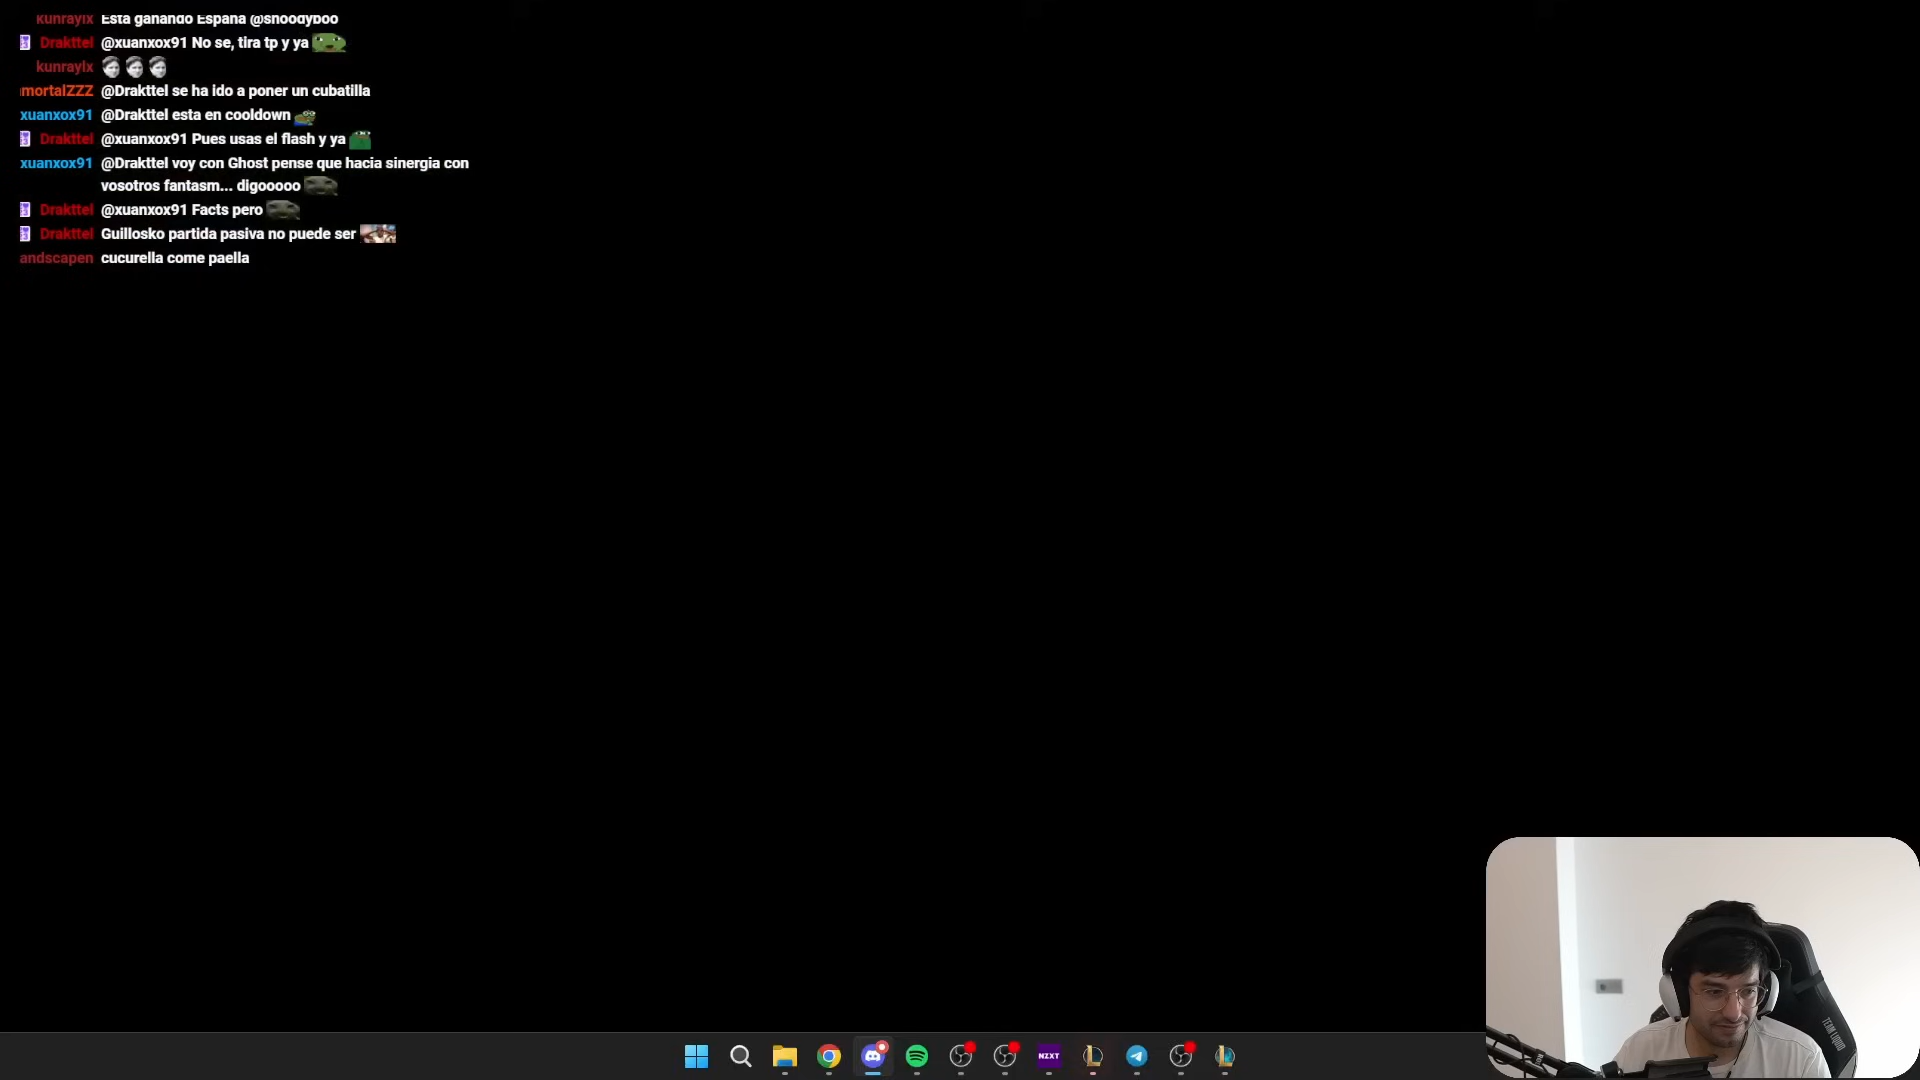 kunraylx Esta ganando España @snoodyboo
Drakttel @xuanxox91 No se, tira tp y ya
kunraylx
mortalZZZ @Drakttel se ha ido a poner un cubatilla
xuanxox91 @Drakttel esta en cooldown
Drakttel @xuanxox91 Pues usas el flash y ya
xuanxox91 @Drakttel voy con Ghost pense que hacia sinergia con
vosotros fantasm... digooooo
Drakttel @xuanxox91 Facts pero
Drakttel Guillosko partida pasiva no puede ser
andscapen cucurella come paella
NZXT
TEAM LIQUID